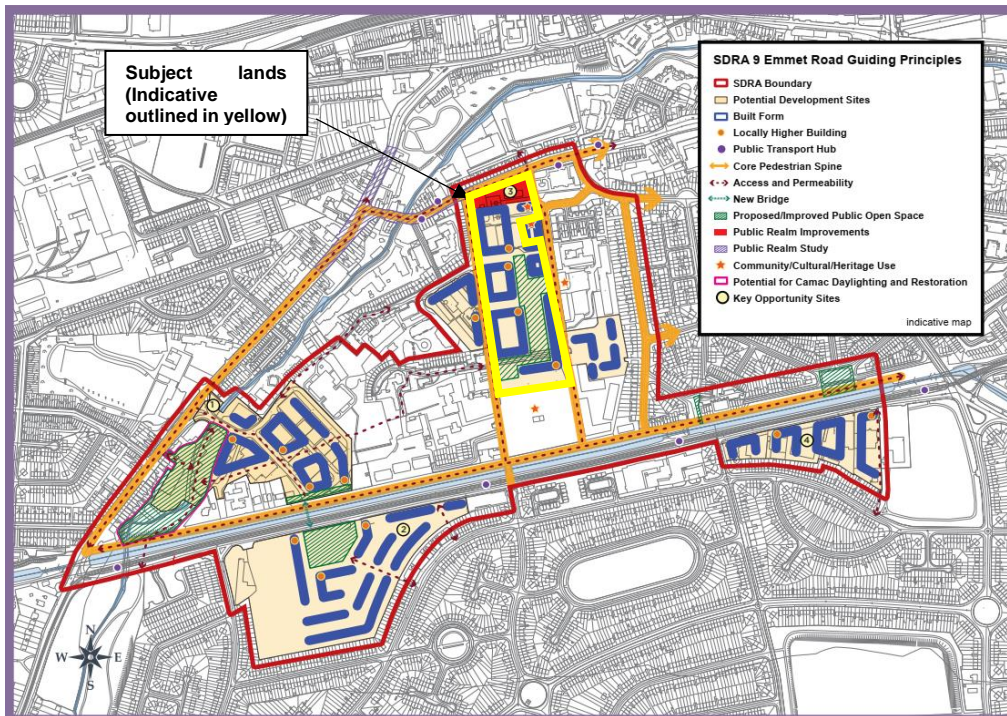 Subject lands
(Indicative
outlined in yellow)
SDRA 9 Emmet Road Guiding Principles
SDRA Boundary
Potential Development Sites
Built Form
Locally Higher Building
Public Transport Hub
Core Pedestrian Spine
Access and Permeability
New Bridge
Proposed/Improved Public Open Space
Public Realm Improvements
Public Realm Study
Community/Cultural/Heritage Use
Potential for Camac Daylighting and Restoration
Key Opportunity Sites
indicative map
3
1
4
2
N
W E
S